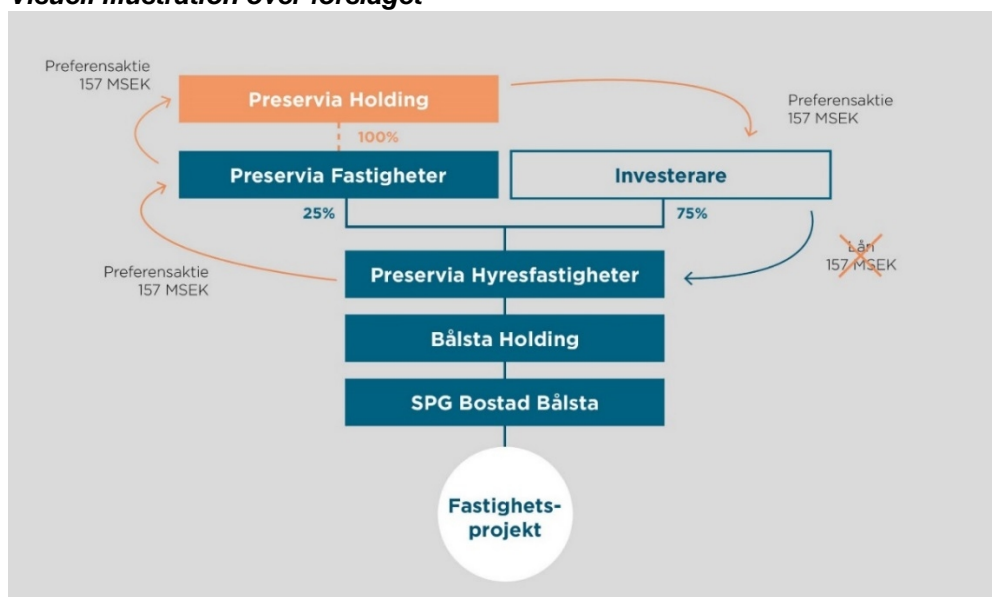 Visuell illustration över förslaget
Preferensaktie
157 MSEK
Preservia Holding
Preferensaktie
157 MSEK
100%
Preservia Fastigheter
Investerare
25%
75%
Lån
157 MSEK
Preferensaktie
157 MSEK
Preservia Hyresfastigheter
Bålsta Holding
SPG Bostad Bålsta
Fastighets-
projekt